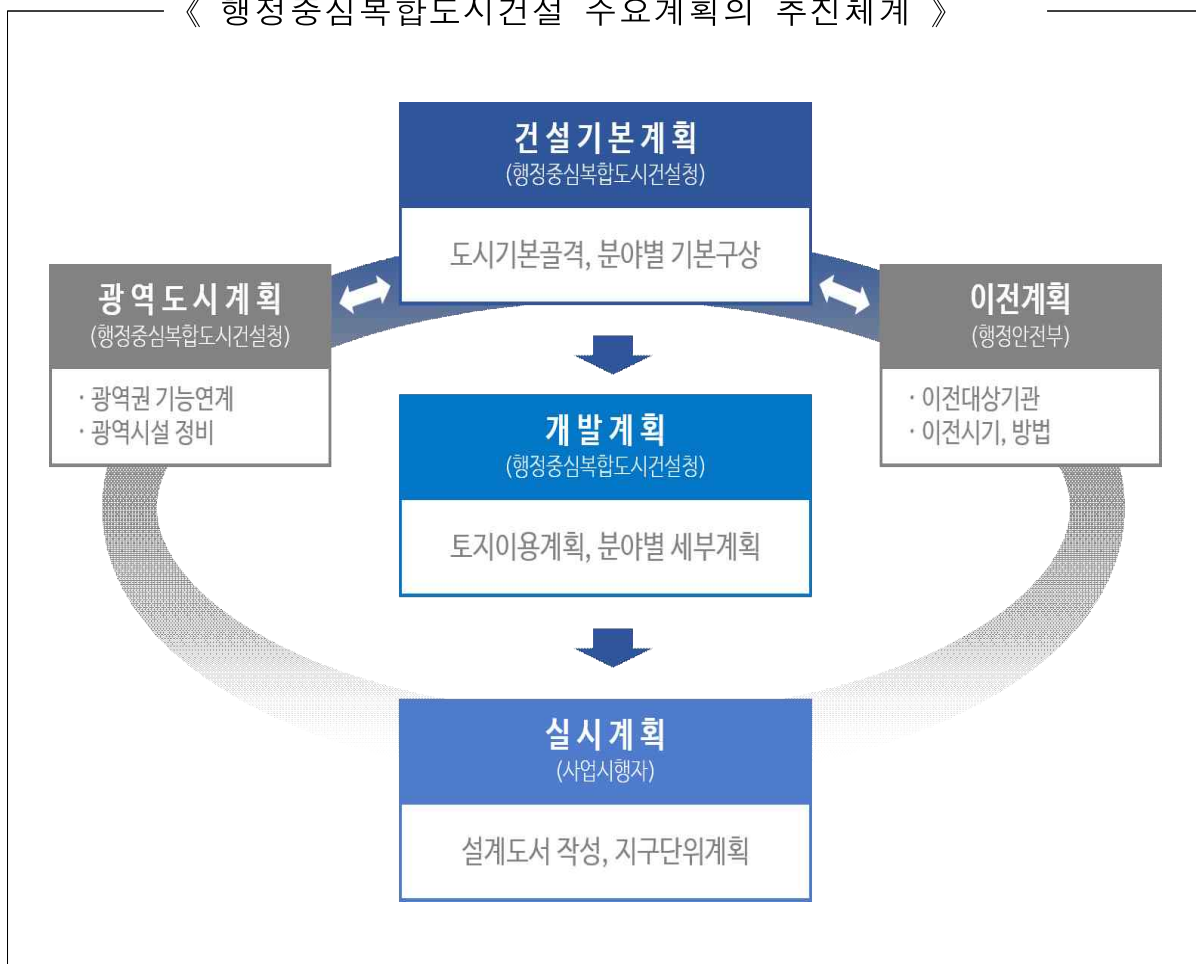 《 행정중심복합도시건설 주요계획의 추진체계 》
건설기본계획
(행정중심복합도시건설청)
도시기본골격, 분야별 기본구상
광역도시계획
(행정중심복합도시건설청)
· 광역권 기능연계
· 광역시설 정비
이전계획
(행정안전부)
· 이전대상기관
· 이전시기, 방법
개발계획
(행정중심복합도시건설청)
토지이용계획, 분야별 세부계획
실시계획
(사업시행자)
설계도서 작성, 지구단위계획